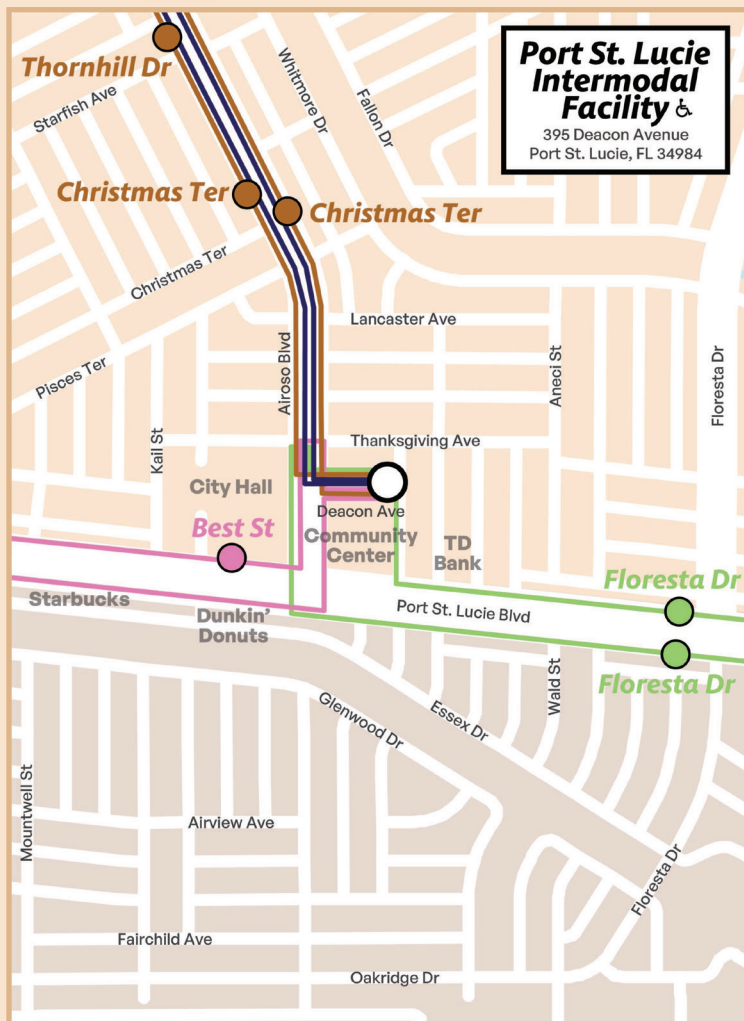 Port St. Lucie
Intermodal
Facility
395 Deacon Avenue
Port St. Lucie, FL 34984
Thornhill Dr
Starfish Ave
Whitmore Dr
Fallon Dr
Christmas Ter
Christmas Ter
Christmas Ter
Lancaster Ave
Pisces Ter
Airoso Blvd
Aneci St
Floresta Dr
Kail St
Thanksgiving Ave
City Hall
Deacon Ave
Best St
Community
Center
TD
Bank
Floresta Dr
Starbucks
Dunkin'
Donuts
Port St. Lucie Blvd
Floresta Dr
Wald St
Essex Dr
Glenwood Dr
Mountwell St
Airview Ave
Floresta Dr
Fairchild Ave
Oakridge Dr